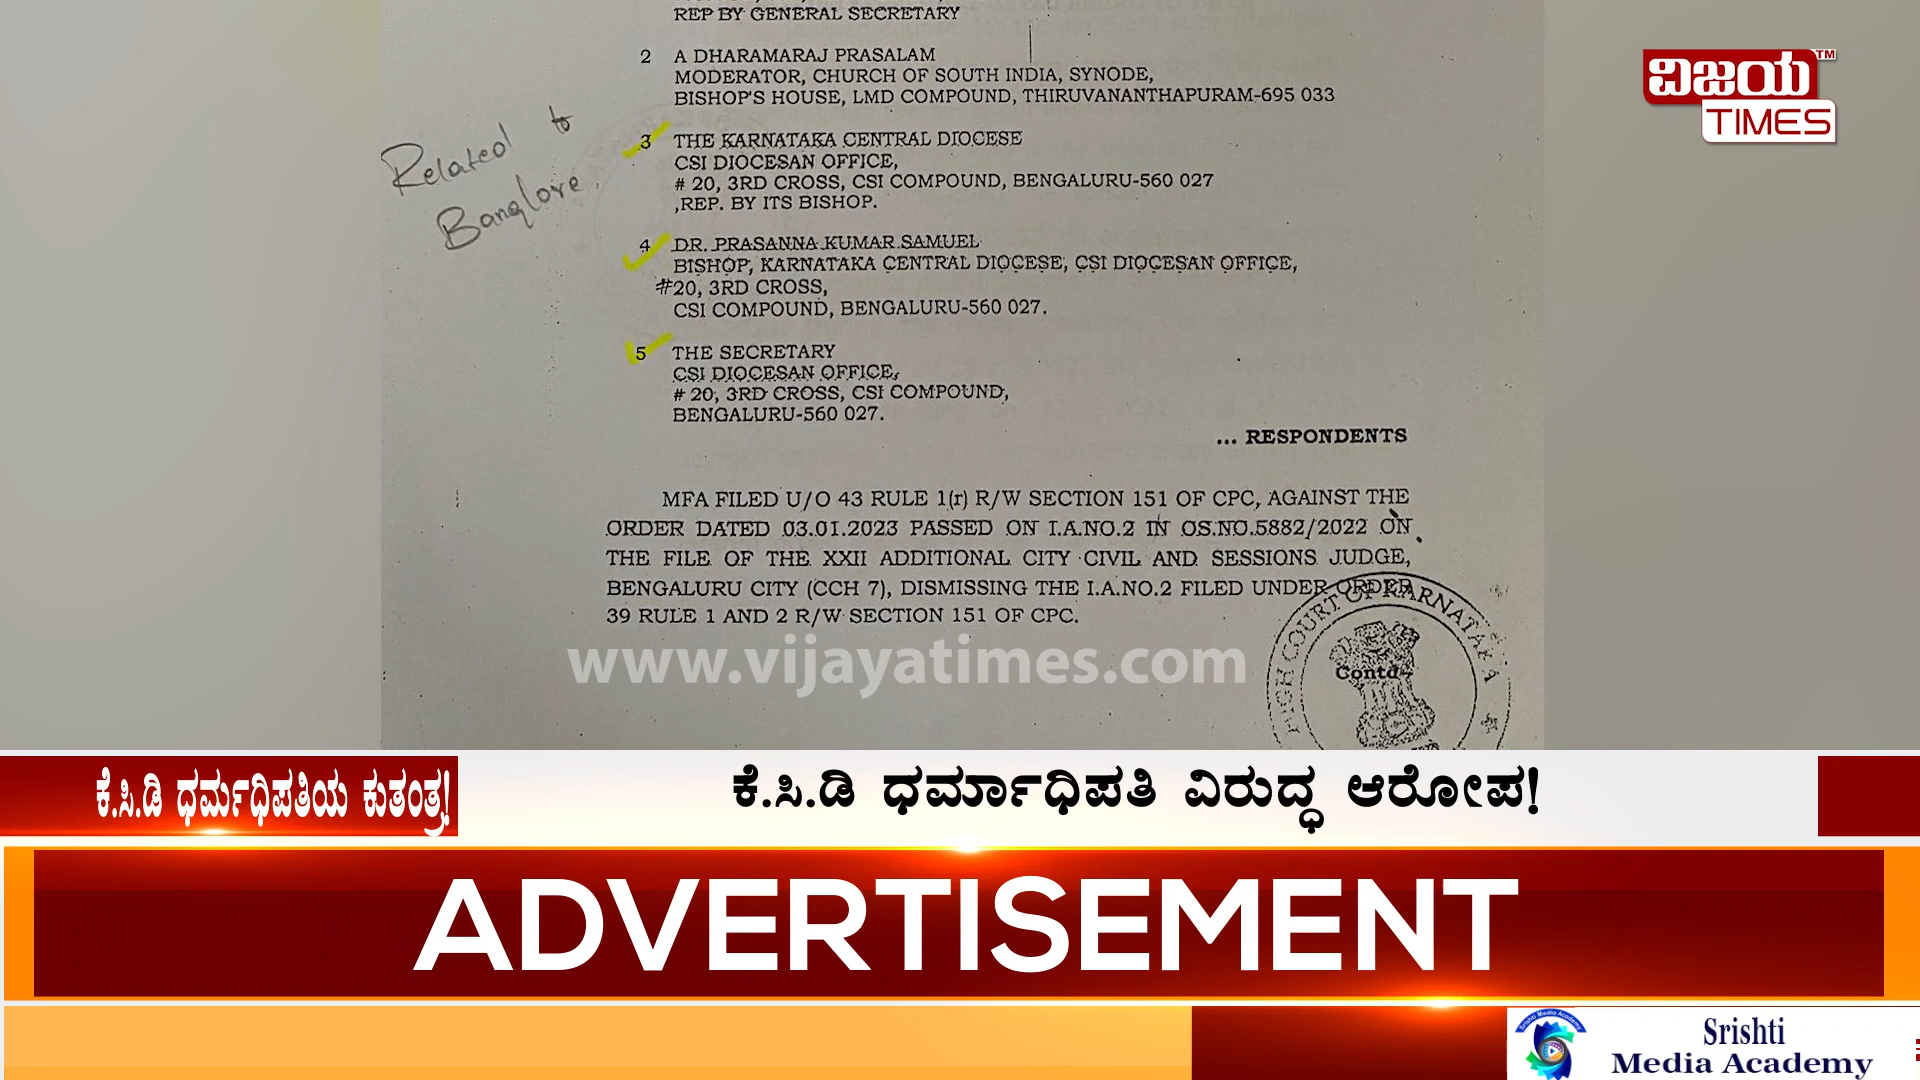 REP BY GENERAL SECRETARY
2 A DHARAMARAJ PRASALAM
MODERATOR, CHURCH OF SOUTH INDIA, SYNODE,
BISHOP'S HOUSE, LMD COMPOUND, THIRUVANANTHAPURAM-695 033
ವಿಜಯ TM
TIMES
Related to
Banglore.
3 THE KARNATAKA CENTRAL DIOCESE
CSI DIOCESAN OFFICE,
# 20, 3RD CROSS, CSI COMPOUND, BENGALURU-560 027
,REP. BY ITS BISHOP.
4 DR. PRASANNA KUMAR SAMUEL
BISHOP, KARNATAKA CENTRAL DIOCESE, CSI DIOCESAN OFFICE,
#20, 3RD CROSS,
CSI COMPOUND, BENGALURU-560 027.
5 THE SECRETARY
CSI DIOCESAN OFFICE,
# 20, 3RD CROSS, CSI COMPOUND,
BENGALURU-560 027.
... RESPONDENTS
MFA FILED U/O 43 RULE 1(r) R/W SECTION 151 OF CPC, AGAINST THE
ORDER DATED 03.01.2023 PASSED ON I.A.NO.2 IN OS.NO.5882/2022 ON
THE FILE OF THE XXII ADDITIONAL CITY CIVIL AND SESSIONS JUDGE,
BENGALURU CITY (CCH 7), DISMISSING THE I.A.NO.2 FILED UNDER ORDER
39 RULE 1 AND 2 R/W SECTION 151 OF CPC.
HIGH COURT OF KARNATAKA
Contd
www.vijayatimes.com
ಕೆ.ಸಿ.ಡಿ ಧರ್ಮಧಿಪತಿಯ ಕುತಂತ್ರ!
ಕೆ.ಸಿ.ಡಿ ಧರ್ಮಾಧಿಪತಿ ವಿರುದ್ಧ ಆರೋಪ!
ADVERTISEMENT
Srishti Media Academy
Srishti
Media Academy